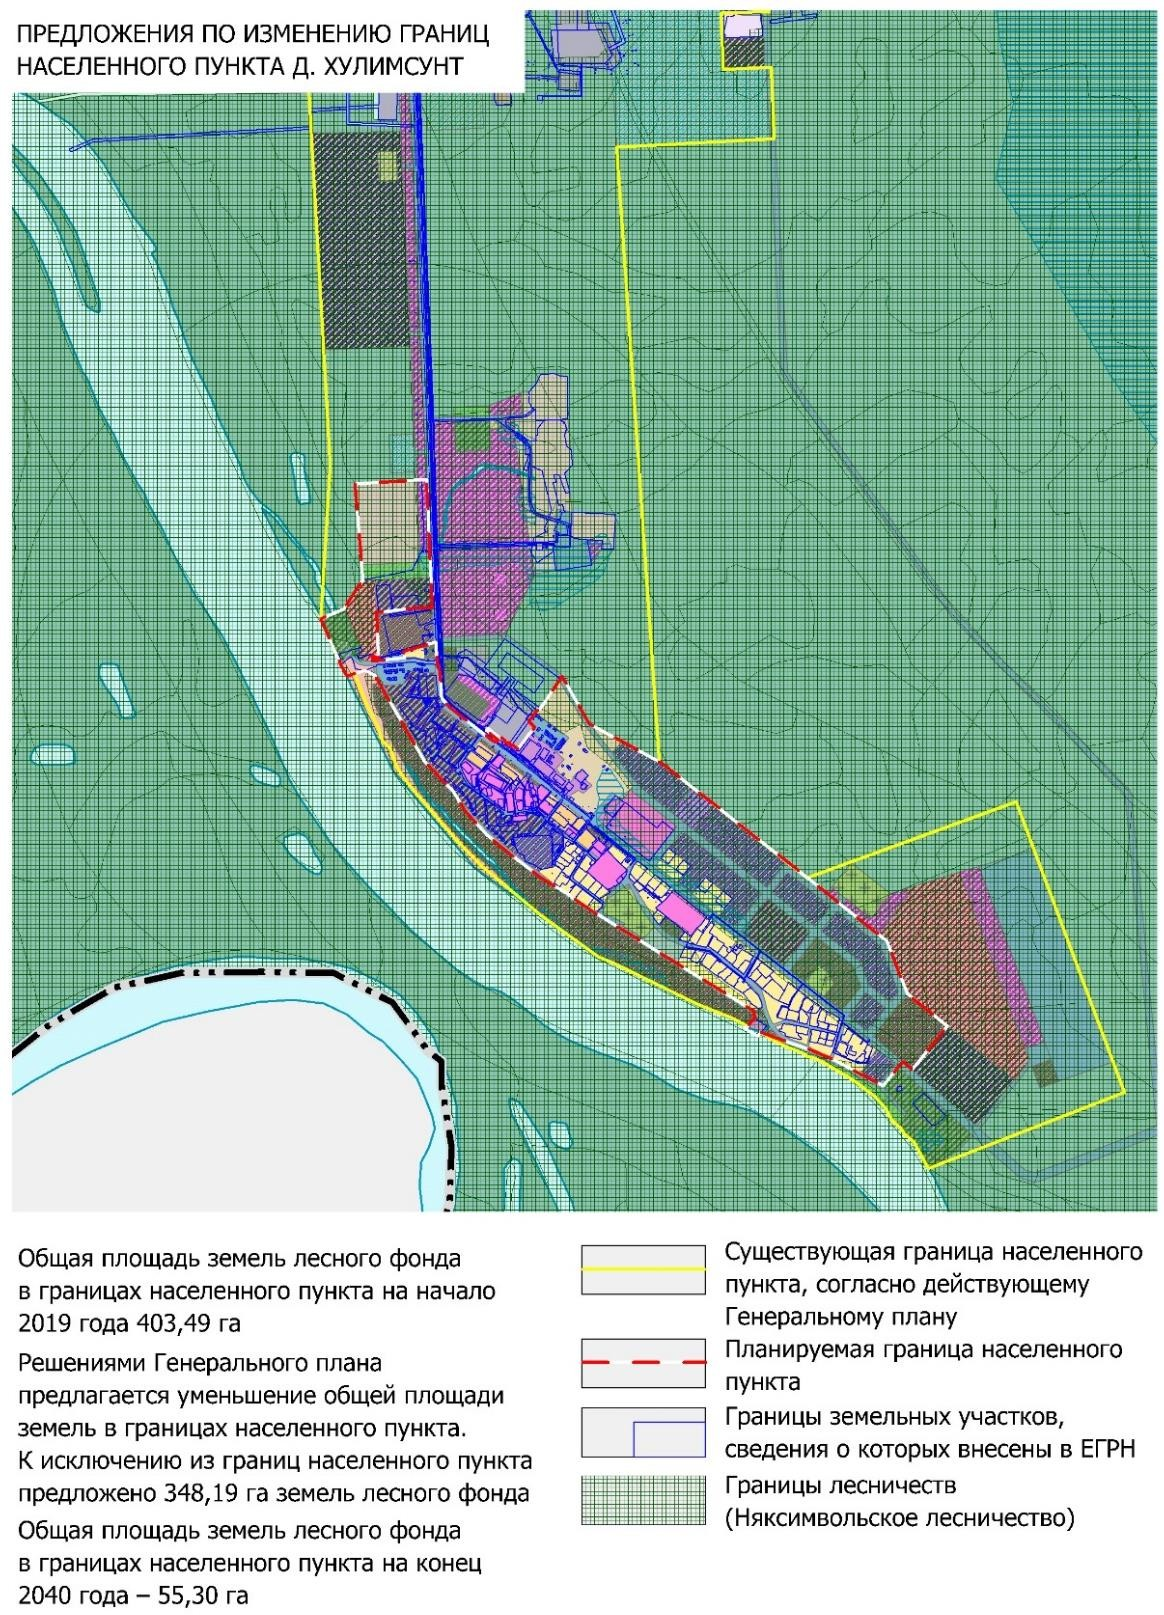 ПРЕДЛОЖЕНИЯ ПО ИЗМЕНЕНИЮ ГРАНИЦ
НАСЕЛЕННОГО ПУНКТА Д. ХУЛИМСУНТ
Общая площадь земель лесного фонда
в границах населенного пункта на начало
2019 года 403,49 га
Решениями Генерального плана
предлагается уменьшение общей площади
земель в границах населенного пункта.
К исключению из границ населенного пункта
предложено 348,19 га земель лесного фонда
Общая площадь земель лесного фонда
в границах населенного пункта на конец
2040 года – 55,30 га
Существующая граница населенного
пункта, согласно действующему
Генеральному плану
Планируемая граница населенного
пункта
Границы земельных участков,
сведения о которых внесены в ЕГРН
Границы лесничеств
(Няксимвольское лесничество)